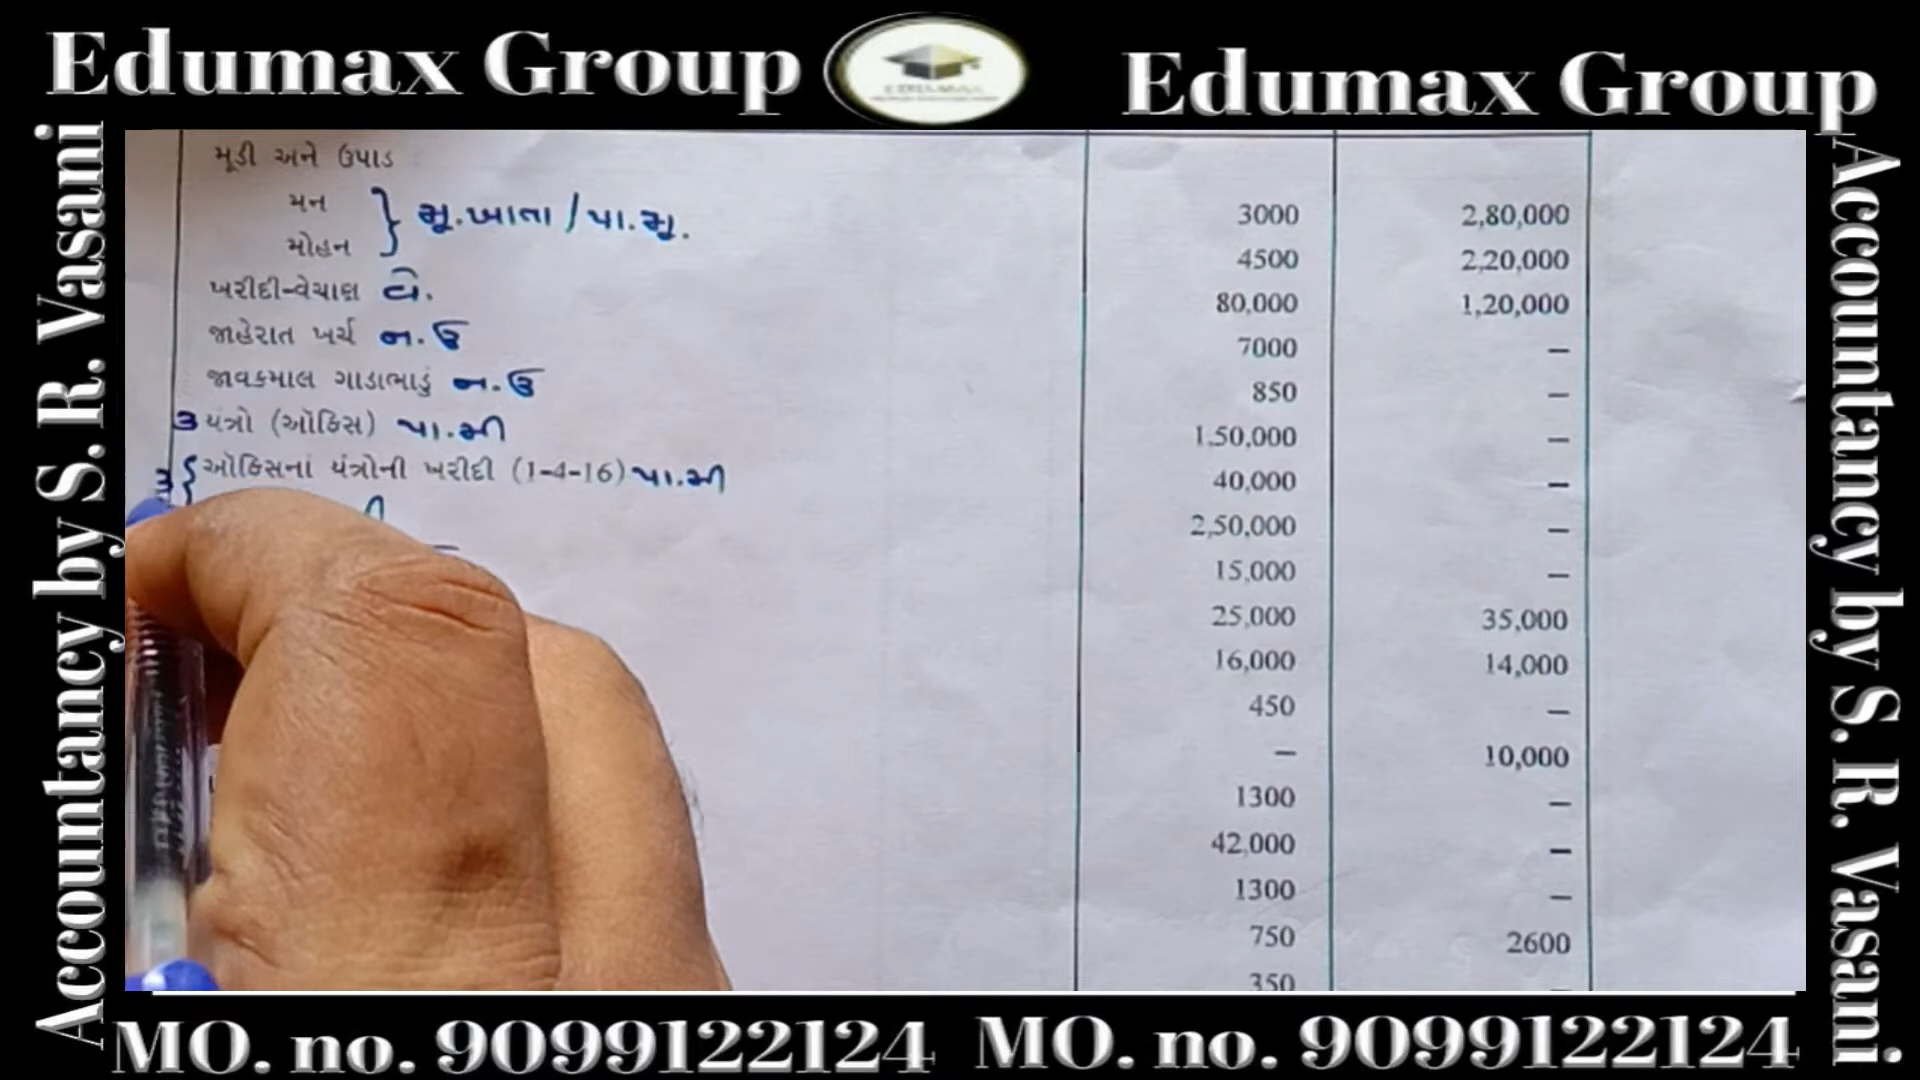 Edumax Group
Edumax Group
Accountancy by S. R. Vasani
Accountancy by S. R. Vasani
મૂડી અને ઉપાડ
મન } મૂ.ખાતા / પા.મૂ. 3000 2,80,000
મોહન 4500 2,20,000
ખરીદી-વેચાણ વે. 80,000 1,20,000
જાહેરાત ખર્ચ ન.ઉ 7000 –
જાવકમાલ ગાડાભાડું ન.ઉ 850 –
3 યંત્રો (ઑફિસ) પા.મી 1,50,000 –
3 { ઑફિસનાં યંત્રોની ખરીદી (1-4-16) પા.મી 40,000 –
2,50,000 –
15,000 –
25,000 35,000
16,000 14,000
450 –
– 10,000
1300 –
42,000 –
1300 –
750 2600
350 –
MO. no. 9099122124 MO. no. 9099122124